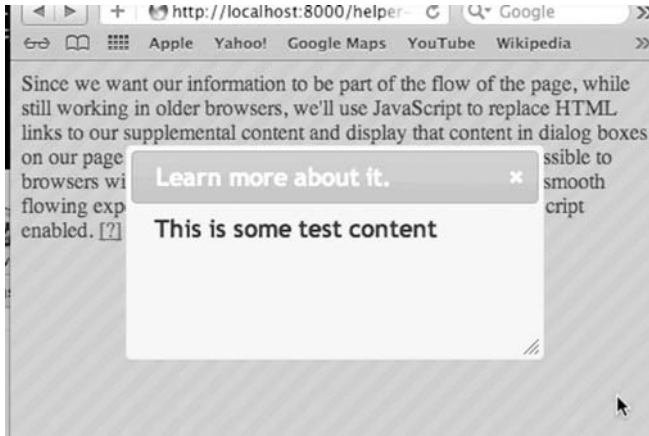 http://localhost:8000/helper- Google
Apple Yahoo! Google Maps YouTube Wikipedia
Since we want our information to be part of the flow of the page, while
still working in older browsers, we'll use JavaScript to replace HTML
links to our supplemental content and display that content in dialog boxes
on our page
ssible to
browsers wi
smooth
flowing exp
cript
enabled. [?]
Learn more about it.
This is some test content